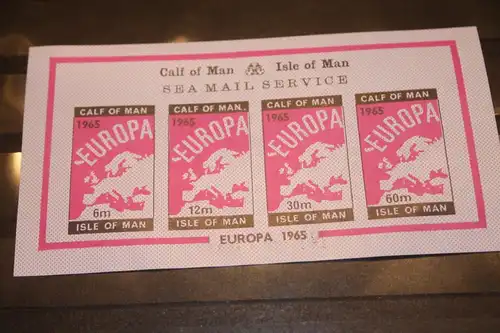 Calf of Man Isle of Man
SEA MAIL SERVICE
CALF OF MAN
1965
EUROPA
6m
ISLE OF MAN
CALF OF MAN
1965
EUROPA
12m
ISLE OF MAN
CALF OF MAN
1965
EUROPA
30m
ISLE OF MAN
CALF OF MAN
1965
EUROPA
60m
ISLE OF MAN
EUROPA 1965